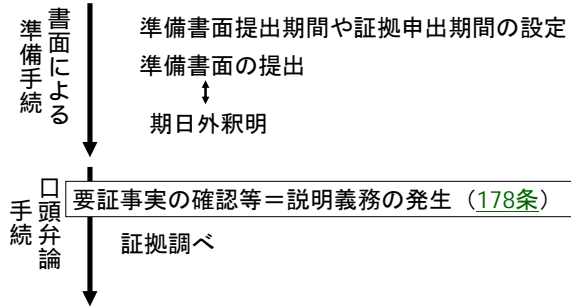 書面による
準備手続
準備書面提出期間や証拠申出期間の設定
準備書面の提出
期日外釈明
口頭弁論
手続
要証事実の確認等＝説明義務の発生（178条）
証拠調べ